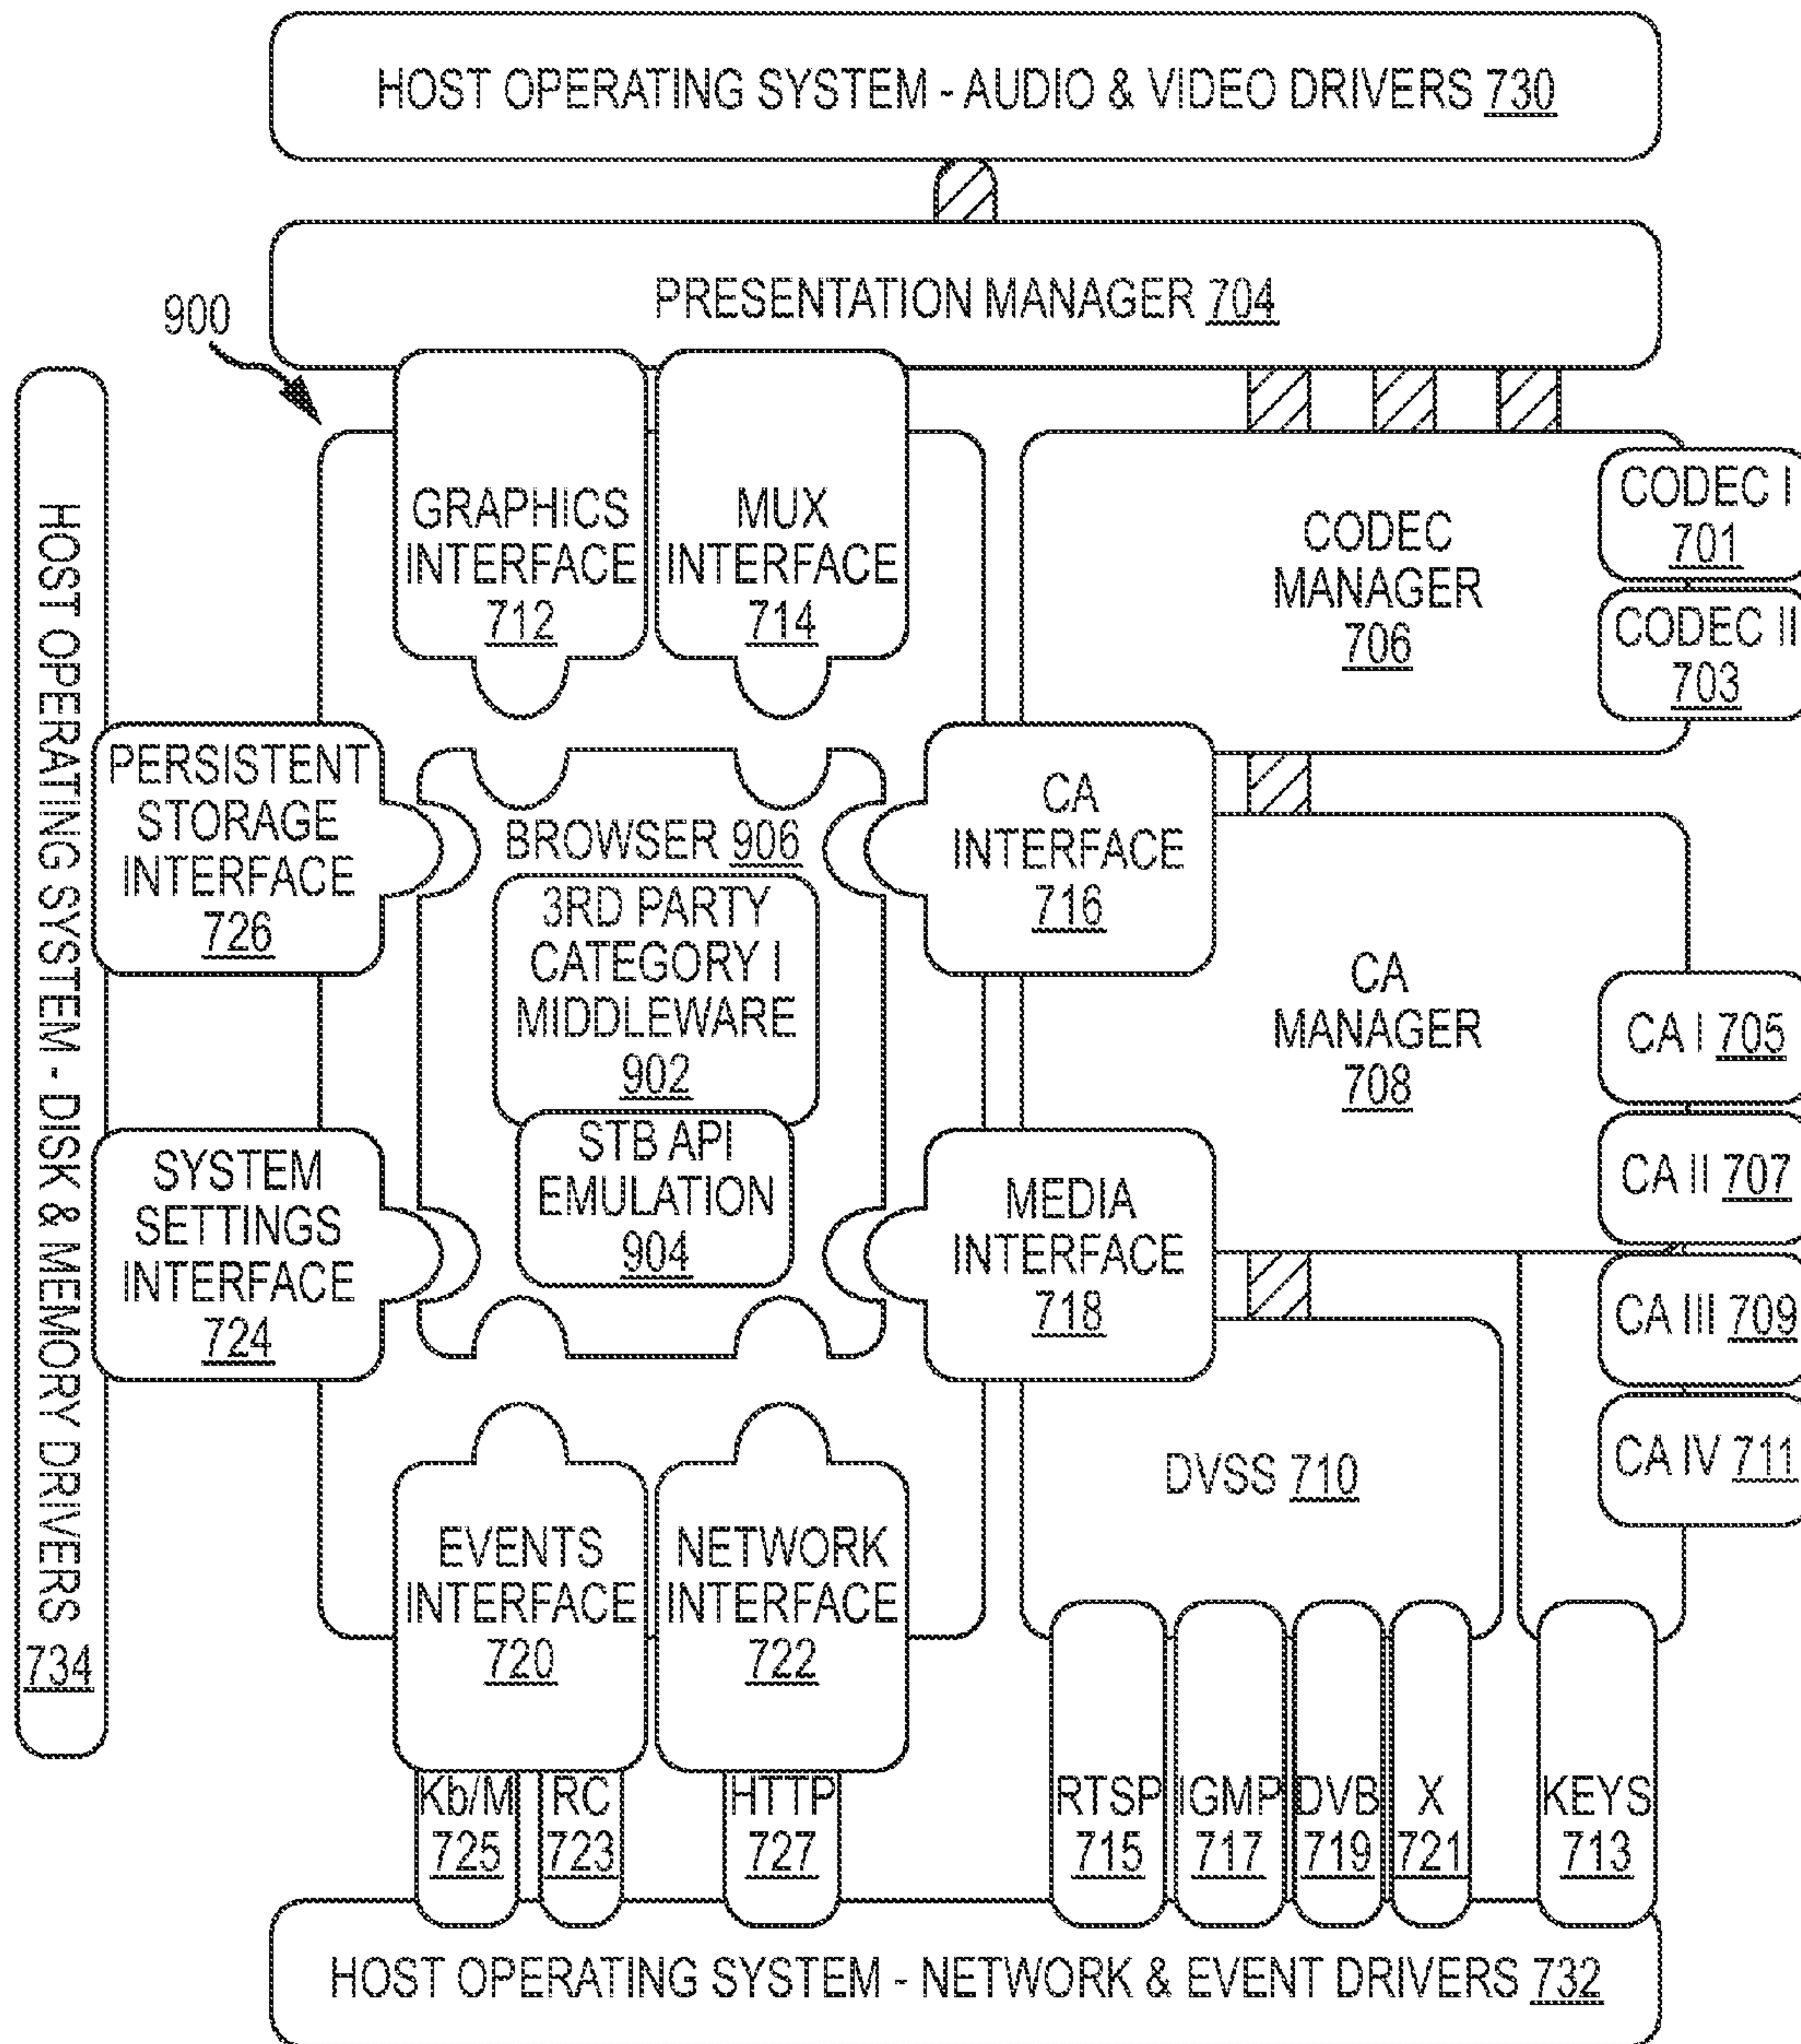 HOST OPERATING SYSTEM - AUDIO & VIDEO DRIVERS 730
PRESENTATION MANAGER 704
900
HOST OPERATING SYSTEM - DISK & MEMORY DRIVERS
734
GRAPHICS
INTERFACE
712
MUX
INTERFACE
714
CODEC
MANAGER
706
CODEC I
701
CODEC II
703
PERSISTENT
STORAGE
INTERFACE
726
BROWSER 906
3RD PARTY
CATEGORY I
MIDDLEWARE
902
STB API
EMULATION
904
CA
INTERFACE
716
CA
MANAGER
708
CA I 705
CA II 707
CA III 709
CA IV 711
SYSTEM
SETTINGS
INTERFACE
724
MEDIA
INTERFACE
718
DVSS 710
EVENTS
INTERFACE
720
NETWORK
INTERFACE
722
Kb/M
725
RC
723
HTTP
727
RTSP
715
IGMP
717
DVB
719
X
721
KEYS
713
HOST OPERATING SYSTEM - NETWORK & EVENT DRIVERS 732